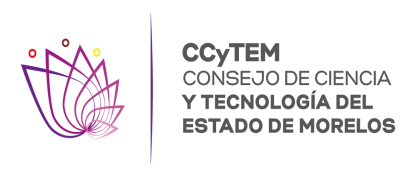 CCyTEM
CONSEJO DE CIENCIA
Y TECNOLOGÍA DEL
ESTADO DE MORELOS